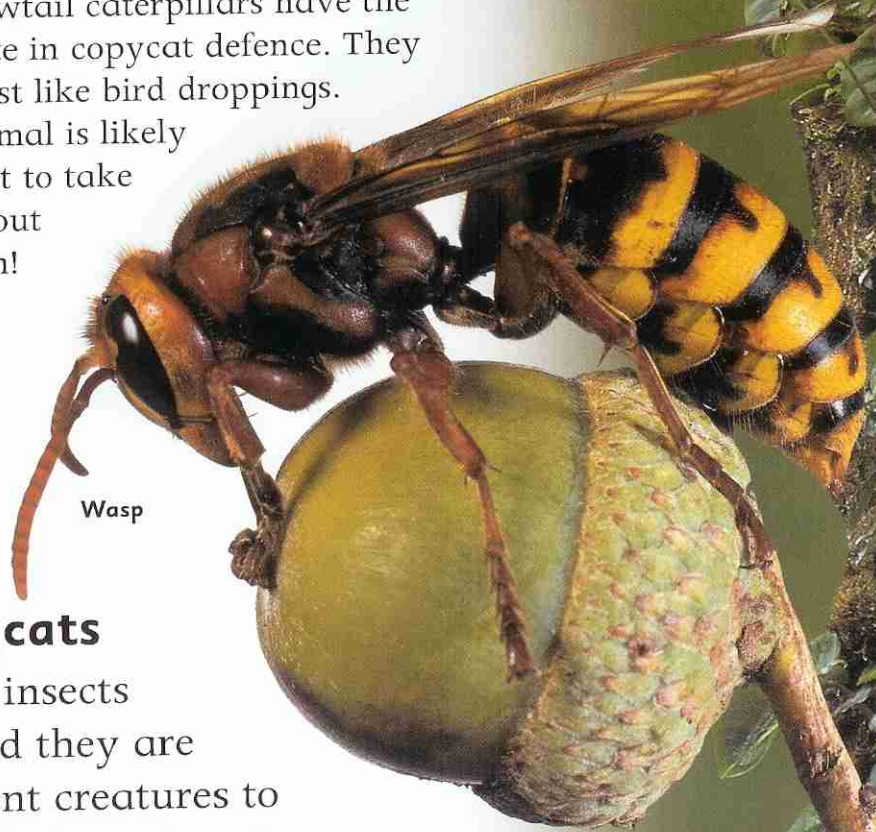 wtail caterpillars have the
te in copycat defence. They
st like bird droppings.
mal is likely
t to take
out
n!
Wasp
cats
insects
d they are
nt creatures to